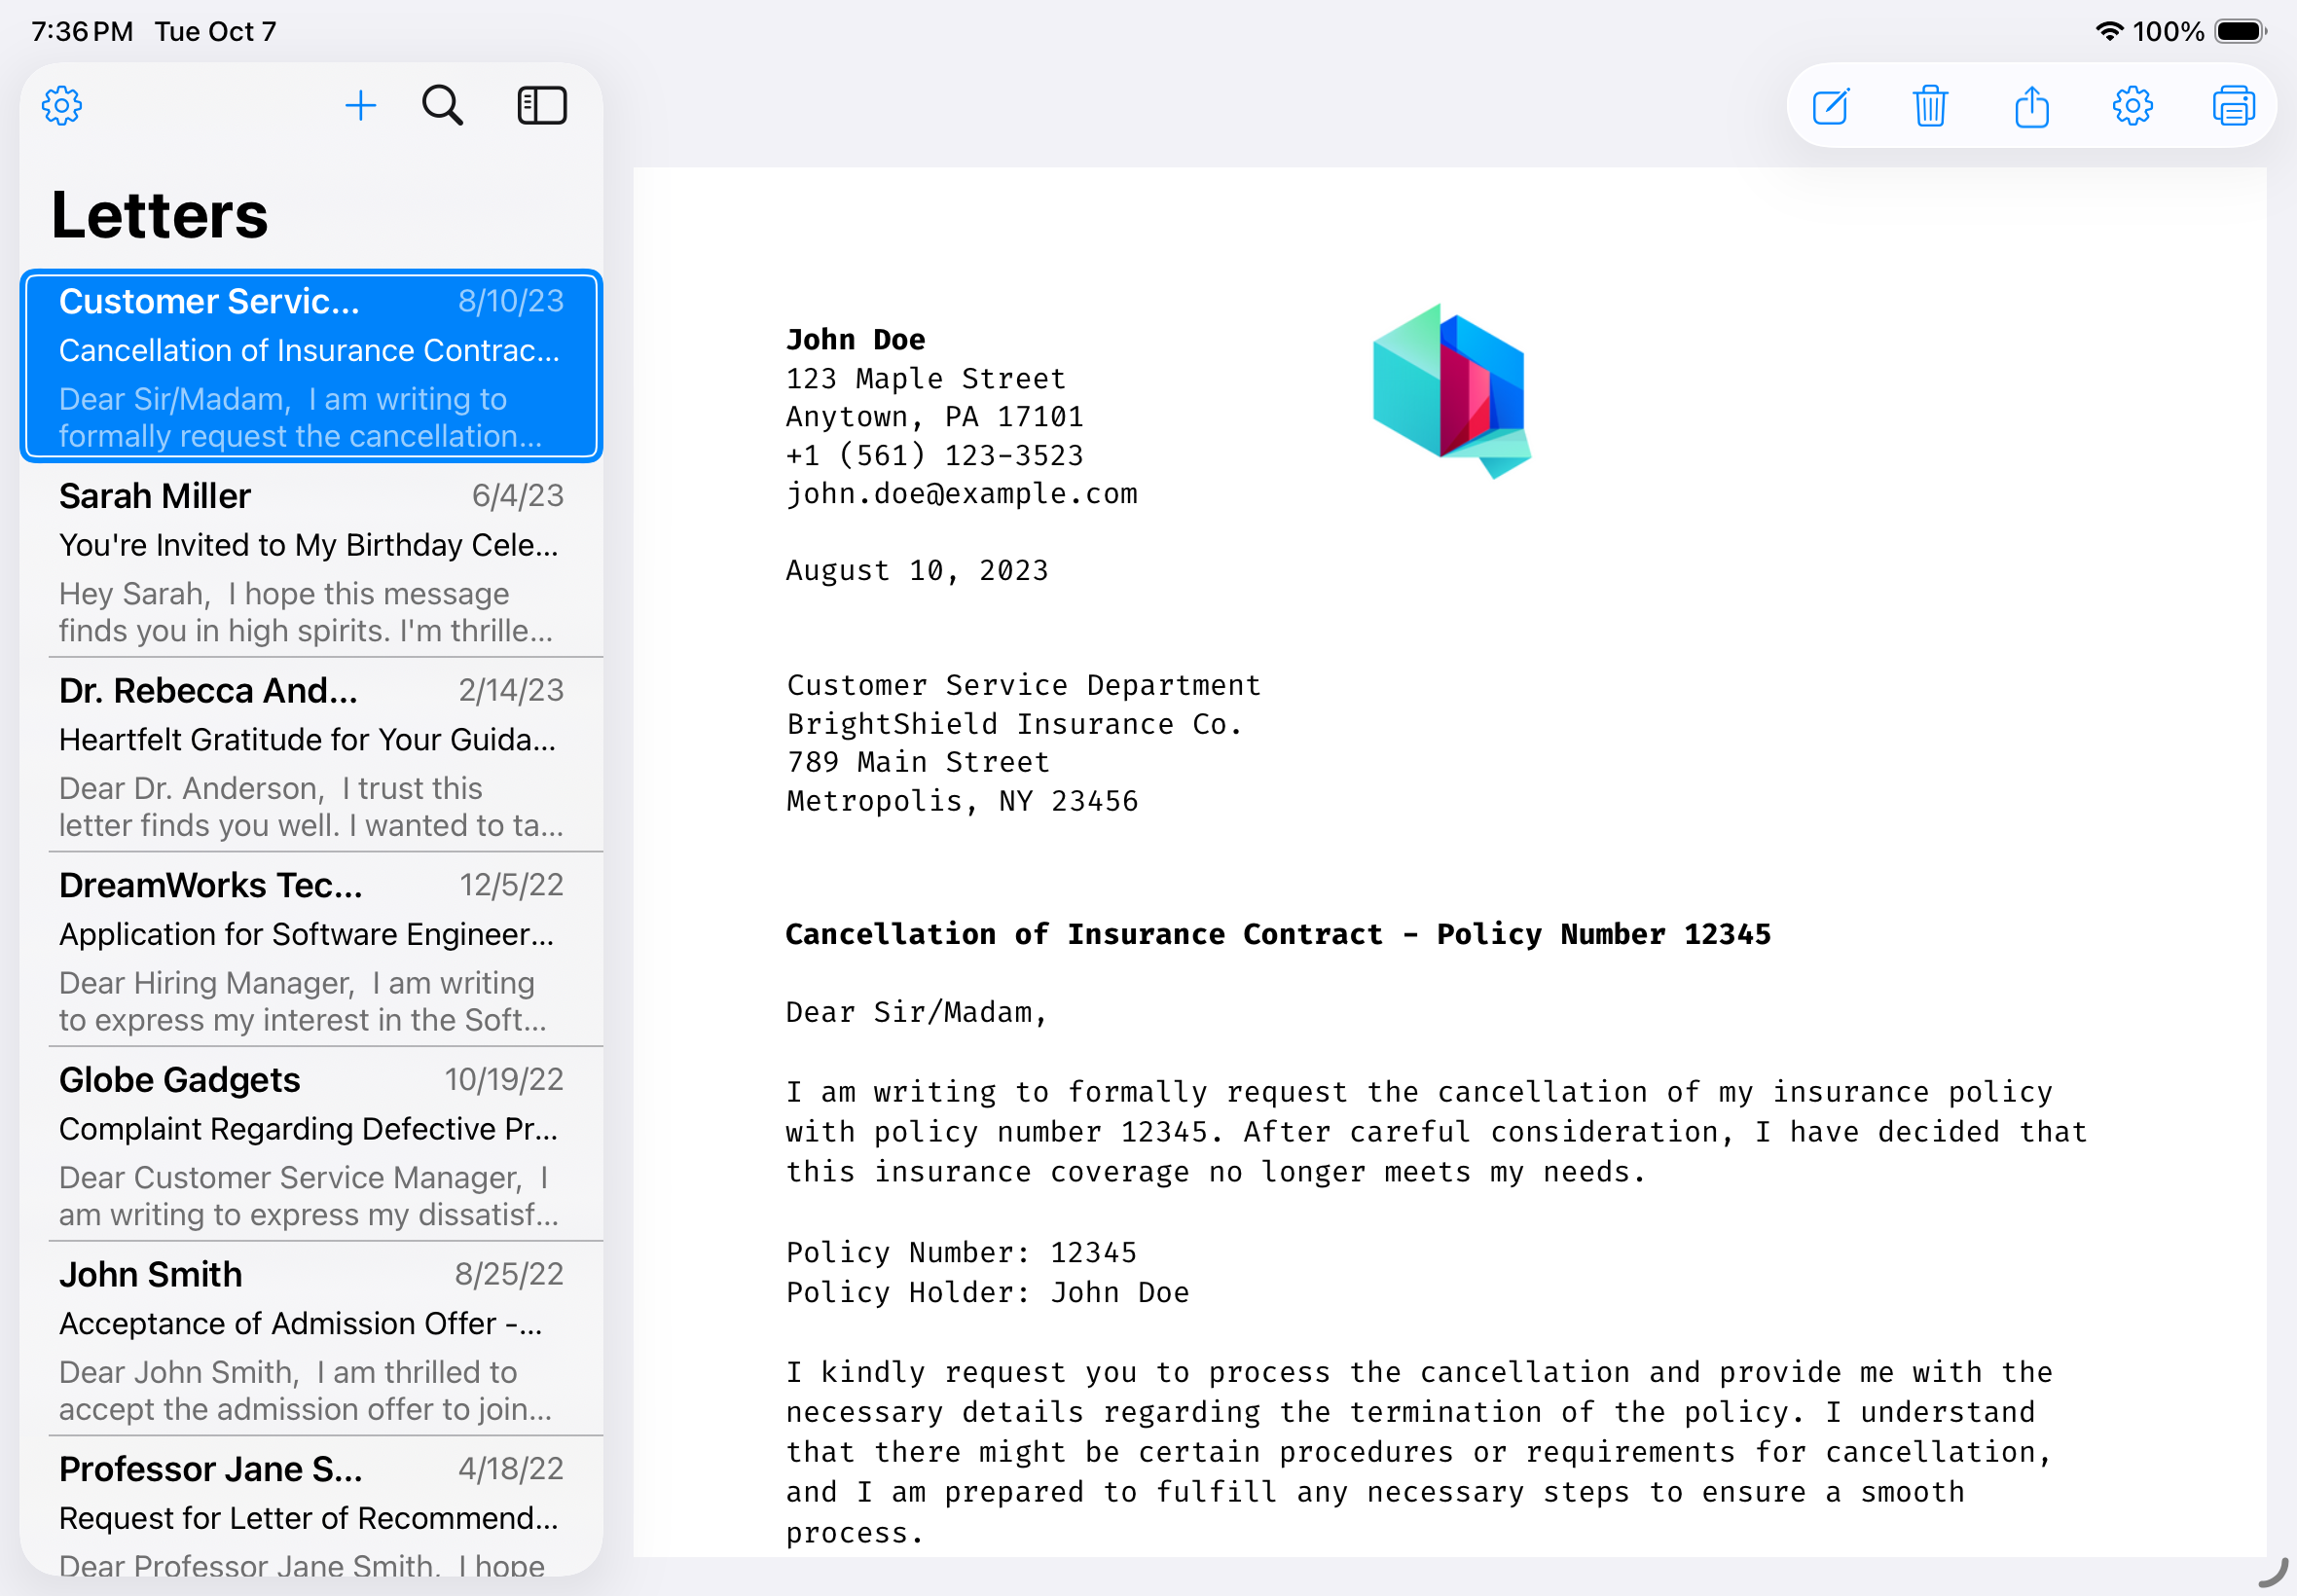 7:36 PM Tue Oct 7
100%
Letters
Customer Servic... 8/10/23
Cancellation of Insurance Contrac...
Dear Sir/Madam, I am writing to
formally request the cancellation...
Sarah Miller 6/4/23
You're Invited to My Birthday Cele...
Hey Sarah, I hope this message
finds you in high spirits. I'm thrille...
Dr. Rebecca And... 2/14/23
Heartfelt Gratitude for Your Guida...
Dear Dr. Anderson, I trust this
letter finds you well. I wanted to ta...
DreamWorks Tec... 12/5/22
Application for Software Engineer...
Dear Hiring Manager, I am writing
to express my interest in the Soft...
Globe Gadgets 10/19/22
Complaint Regarding Defective Pr...
Dear Customer Service Manager, I
am writing to express my dissatisf...
John Smith 8/25/22
Acceptance of Admission Offer -...
Dear John Smith, I am thrilled to
accept the admission offer to join...
Professor Jane S... 4/18/22
Request for Letter of Recommend...
Dear Professor Jane Smith, I hope
John Doe
123 Maple Street
Anytown, PA 17101
+1 (561) 123-3523
john.doe@example.com
August 10, 2023
Customer Service Department
BrightShield Insurance Co.
789 Main Street
Metropolis, NY 23456
Cancellation of Insurance Contract - Policy Number 12345
Dear Sir/Madam,
I am writing to formally request the cancellation of my insurance policy
with policy number 12345. After careful consideration, I have decided that
this insurance coverage no longer meets my needs.
Policy Number: 12345
Policy Holder: John Doe
I kindly request you to process the cancellation and provide me with the
necessary details regarding the termination of the policy. I understand
that there might be certain procedures or requirements for cancellation,
and I am prepared to fulfill any necessary steps to ensure a smooth
process.